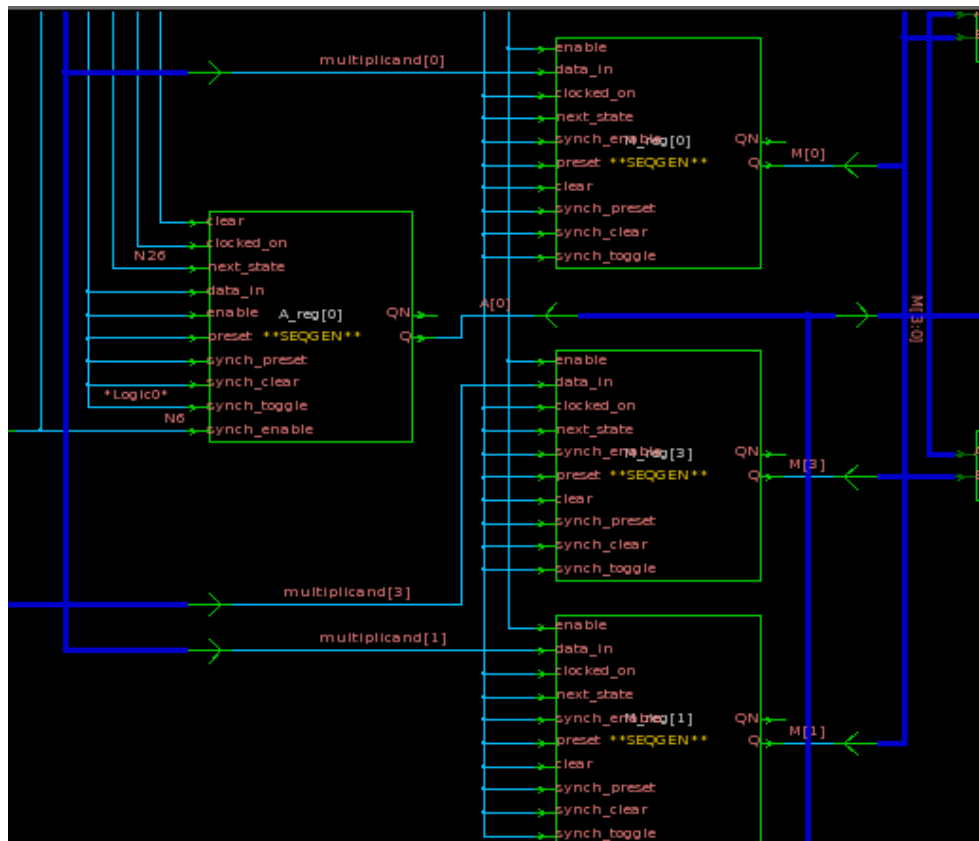 multiplicand[0]
enable
data_in
clocked_on
next_state
synch_enable
M_reg[0]
QN
preset
**SEQGEN**
Q
M[0]
clear
synch_preset
synch_clear
synch_toggle
clear
clocked_on
N26
next_state
data_in
enable
A_reg[0]
QN
preset
**SEQGEN**
Q
synch_preset
synch_clear
*Logic0*
synch_toggle
N6
synch_enable
A[0]
M[3:0]
enable
data_in
clocked_on
next_state
synch_enable
M_reg[3]
QN
preset
**SEQGEN**
Q
M[3]
clear
synch_preset
synch_clear
synch_toggle
multiplicand[3]
multiplicand[1]
enable
data_in
clocked_on
next_state
synch_enable
M_reg[1]
QN
preset
**SEQGEN**
Q
M[1]
clear
synch_preset
synch_clear
synch_toggle